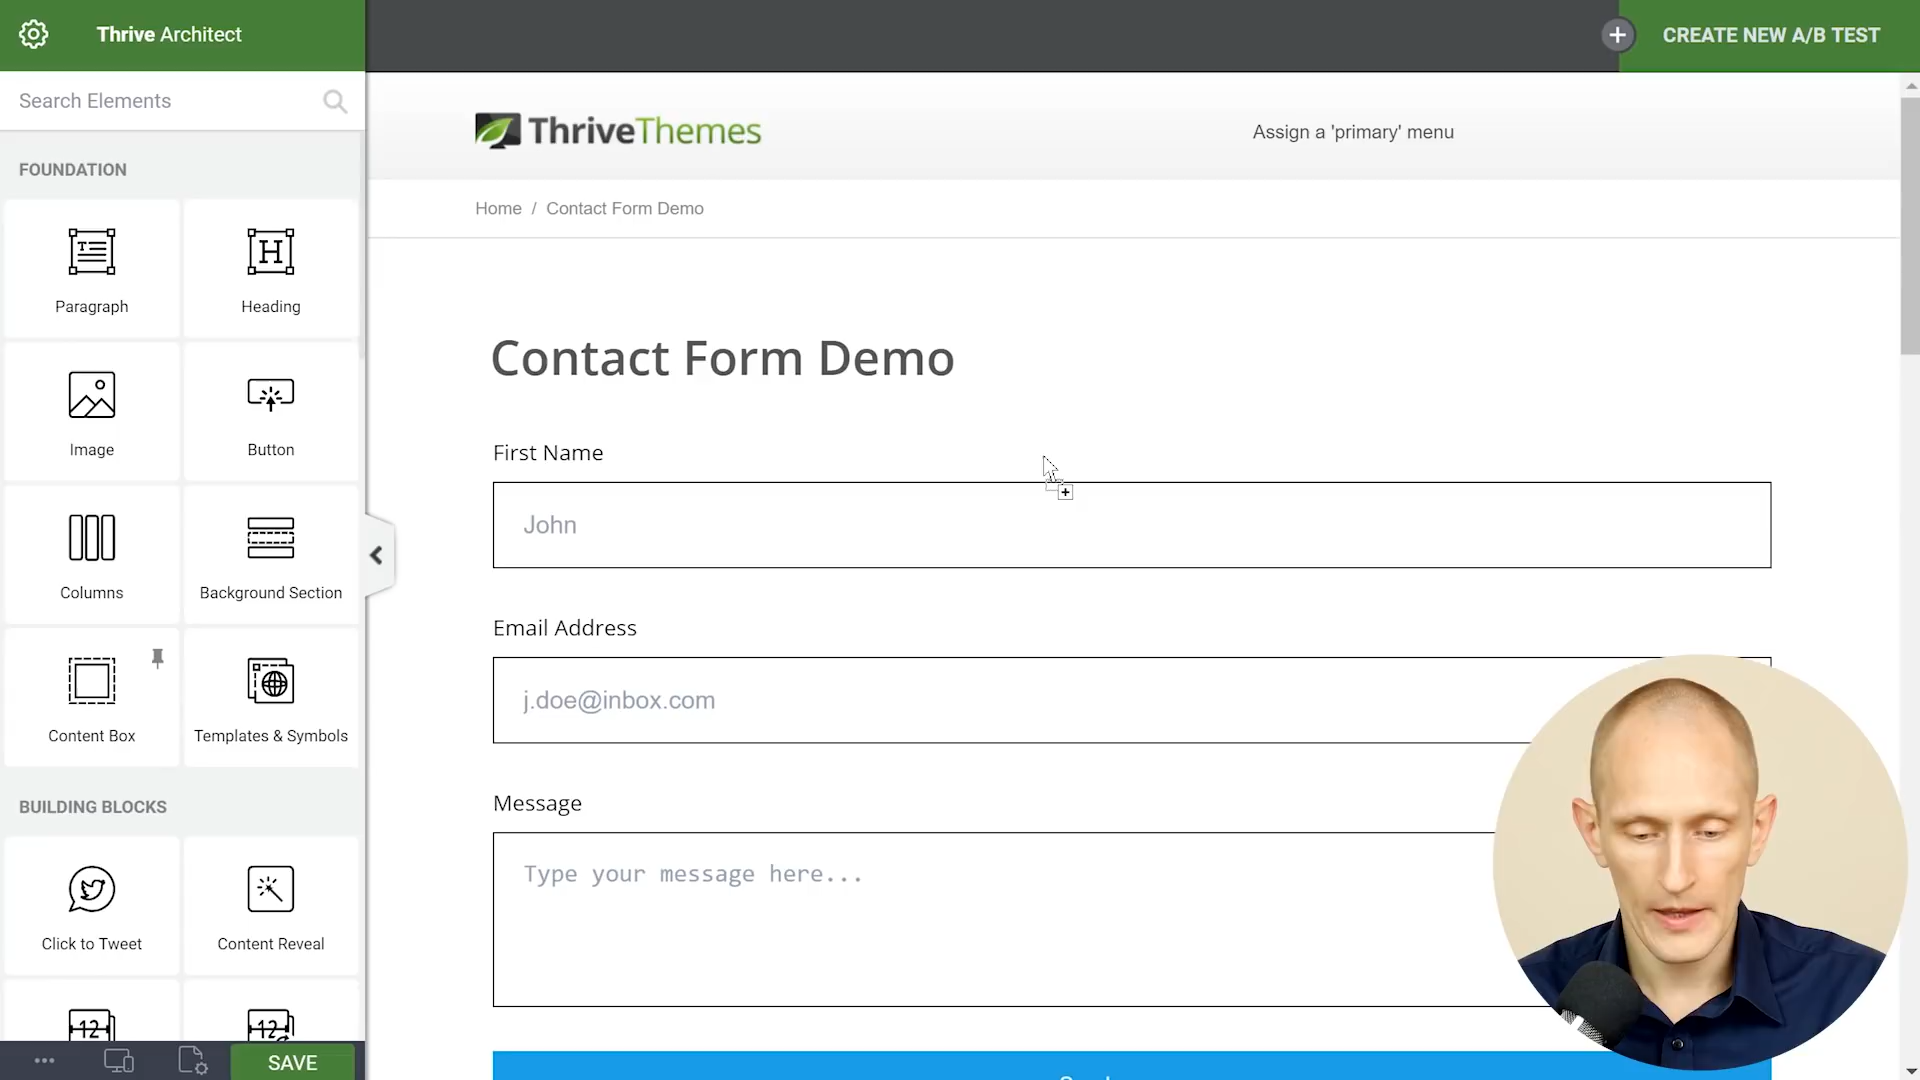 Thrive Architect
CREATE NEW A/B TEST
Search Elements
FOUNDATION
Paragraph
Heading
Image
Button
Columns
Background Section
Content Box
Templates & Symbols
BUILDING BLOCKS
Click to Tweet
Content Reveal
12
12
SAVE
ThriveThemes
Assign a 'primary' menu
Home / Contact Form Demo
Contact Form Demo
First Name
John
Email Address
j.doe@inbox.com
Message
Type your message here...